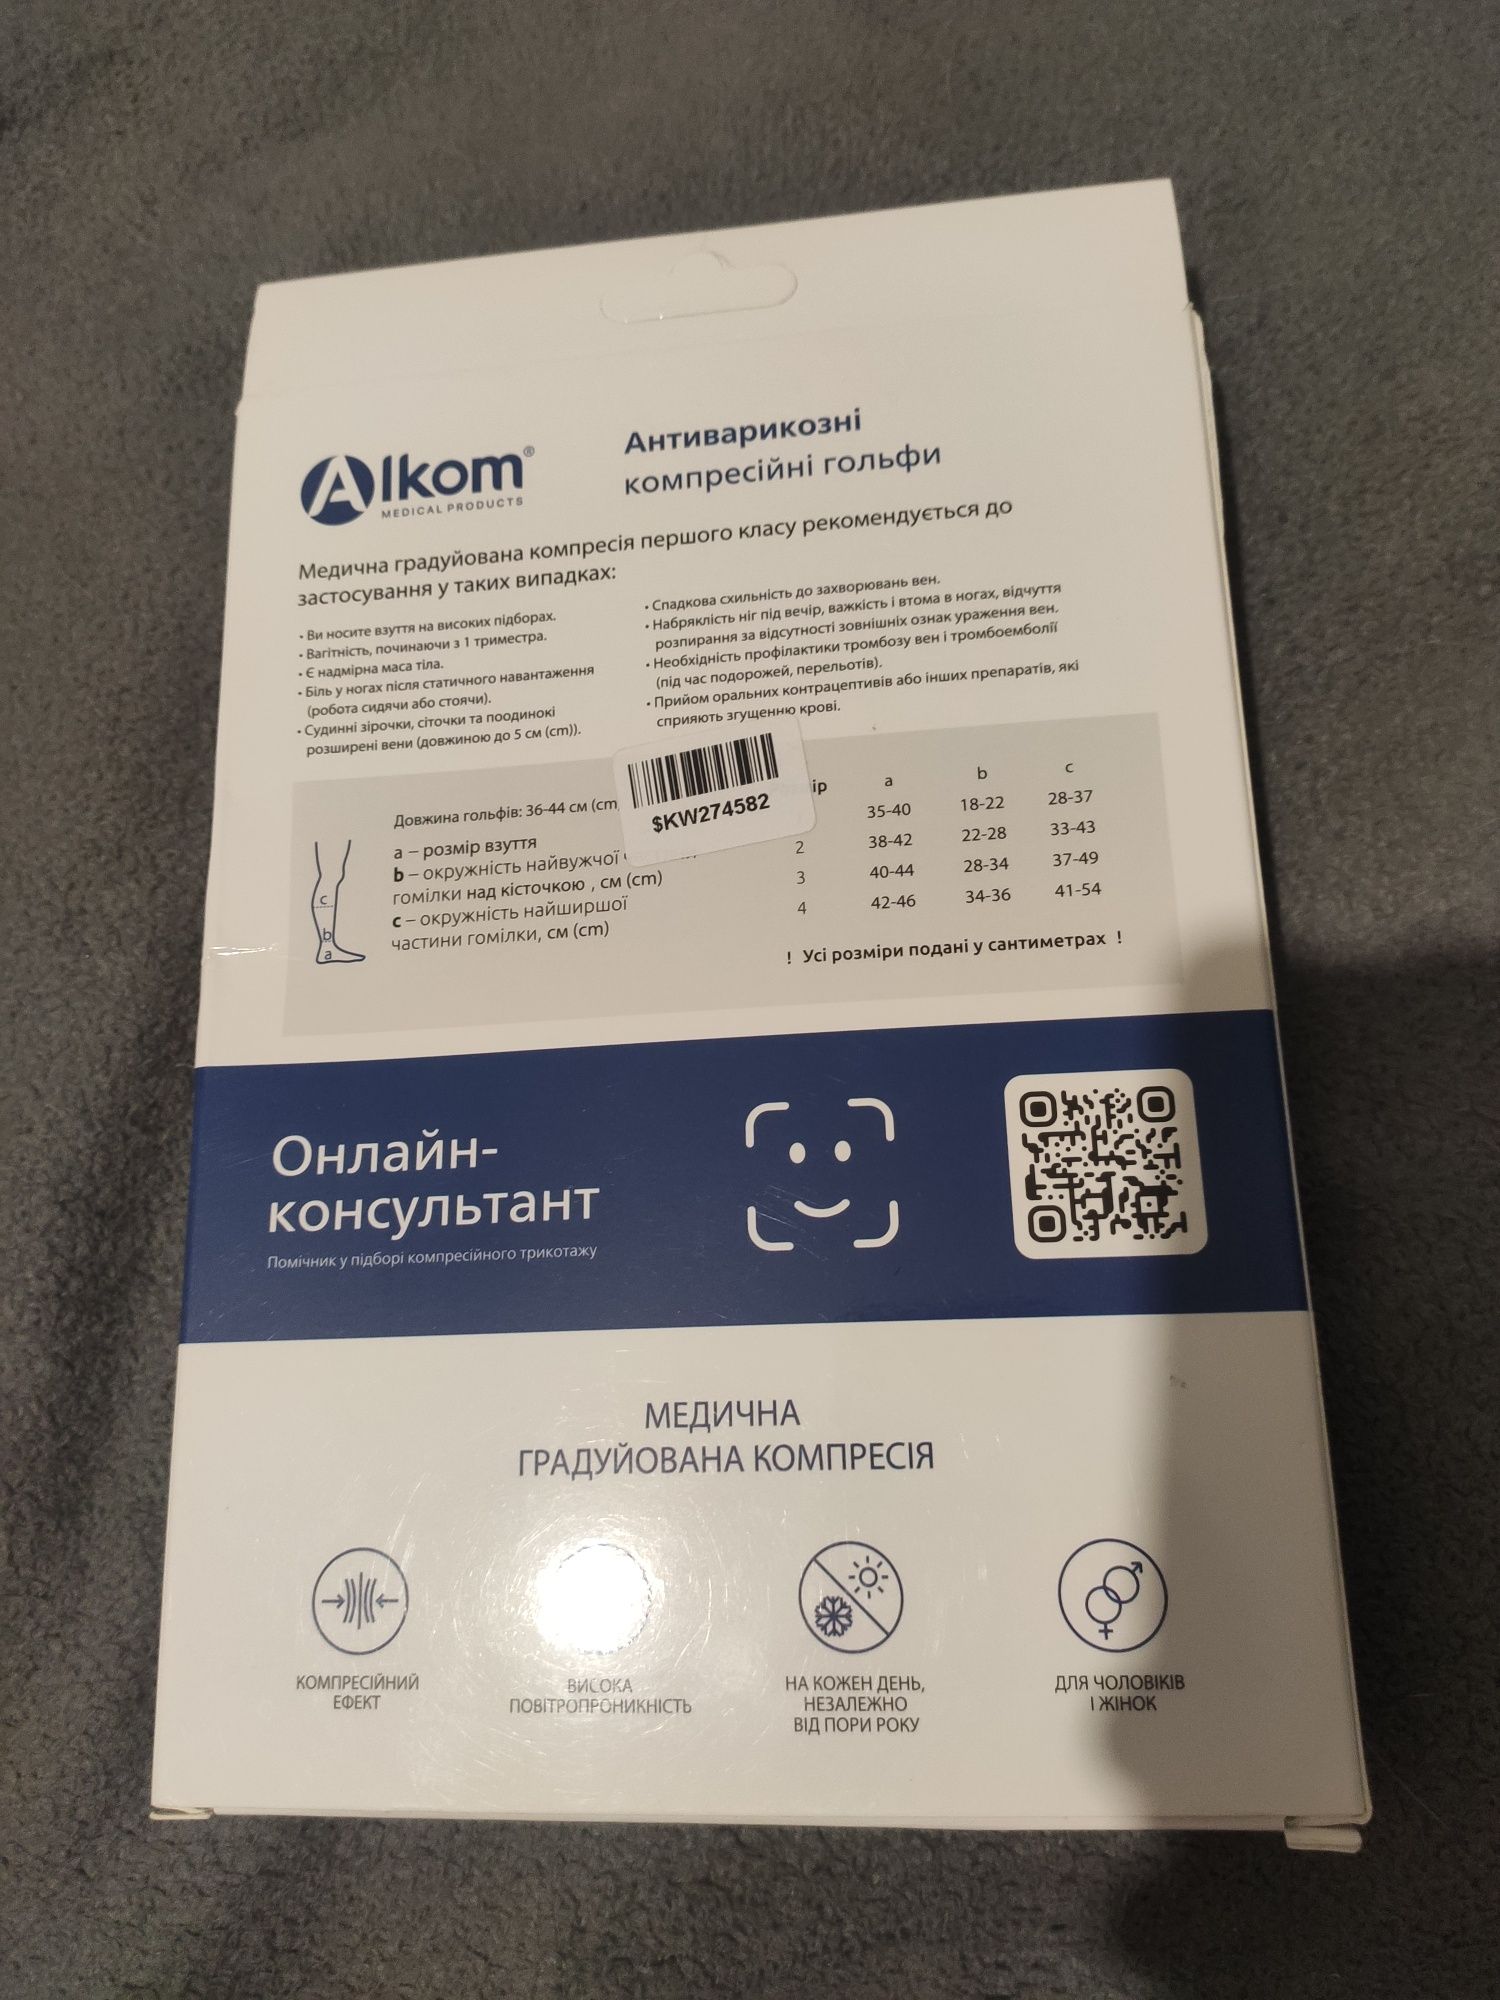 Alkom®
MEDICAL PRODUCTS
Антиварикозні
компресійні гольфи
Медична градуйована компресія першого класу рекомендується до
застосування у таких випадках:
• Ви носите взуття на високих підборах.
• Вагітність, починаючи з 1 триместра.
• Є надмірна маса тіла.
• Біль у ногах після статичного навантаження
(робота сидячи або стоячи).
• Судинні зірочки, сіточки та поодинокі
розширені вени (довжиною до 5 см (cm)).
• Спадкова схильність до захворювань вен.
• Набряклість ніг під вечір, важкість і втома в ногах, відчуття
розпирання за відсутності зовнішніх ознак ураження вен.
• Необхідність профілактики тромбозу вен і тромбоемболії
(під час подорожей, перельотів).
• Прийом оральних контрацептивів або інших препаратів, які
сприяють згущенню крові.
$KW274582
Довжина гольфів: 36-44 см (cm
a – розмір взуття
b – окружність найвужчої
гомілки над кісточкою , см (cm)
c – окружність найширшої
частини гомілки, см (cm)
c
b
a
ір a b c
35-40 18-22 28-37
2 38-42 22-28 33-43
3 40-44 28-34 37-49
4 42-46 34-36 41-54
! Усі розміри подані у сантиметрах !
Онлайн-
консультант
Помічник у підборі компресійного трикотажу
МЕДИЧНА
ГРАДУЙОВАНА КОМПРЕСІЯ
КОМПРЕСІЙНИЙ
ЕФЕКТ
ВИСОКА
ПОВІТРОПРОНИКНІСТЬ
НА КОЖЕН ДЕНЬ,
НЕЗАЛЕЖНО
ВІД ПОРИ РОКУ
ДЛЯ ЧОЛОВІКІВ
І ЖІНОК